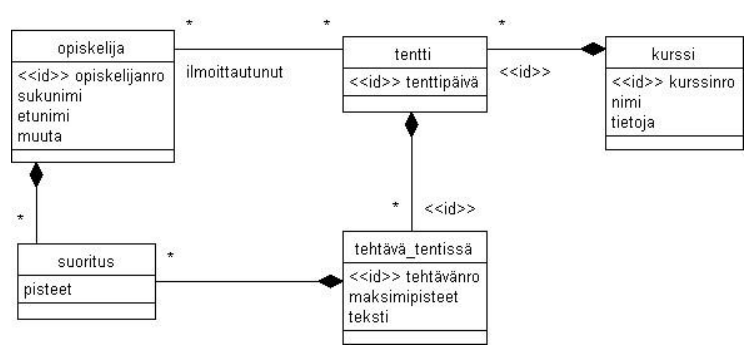 opiskelija
<<id>> opiskelijanro
sukunimi
etunimi
muuta
*
*
ilmoittautunut
tentti
<<id>> tenttipäivä
*
<<id>>
kurssi
<<id>> kurssinro
nimi
tietoja
*
suoritus
pisteet
*
*
<<id>>
tehtävä_tentissä
<<id>> tehtävänro
maksimipisteet
teksti